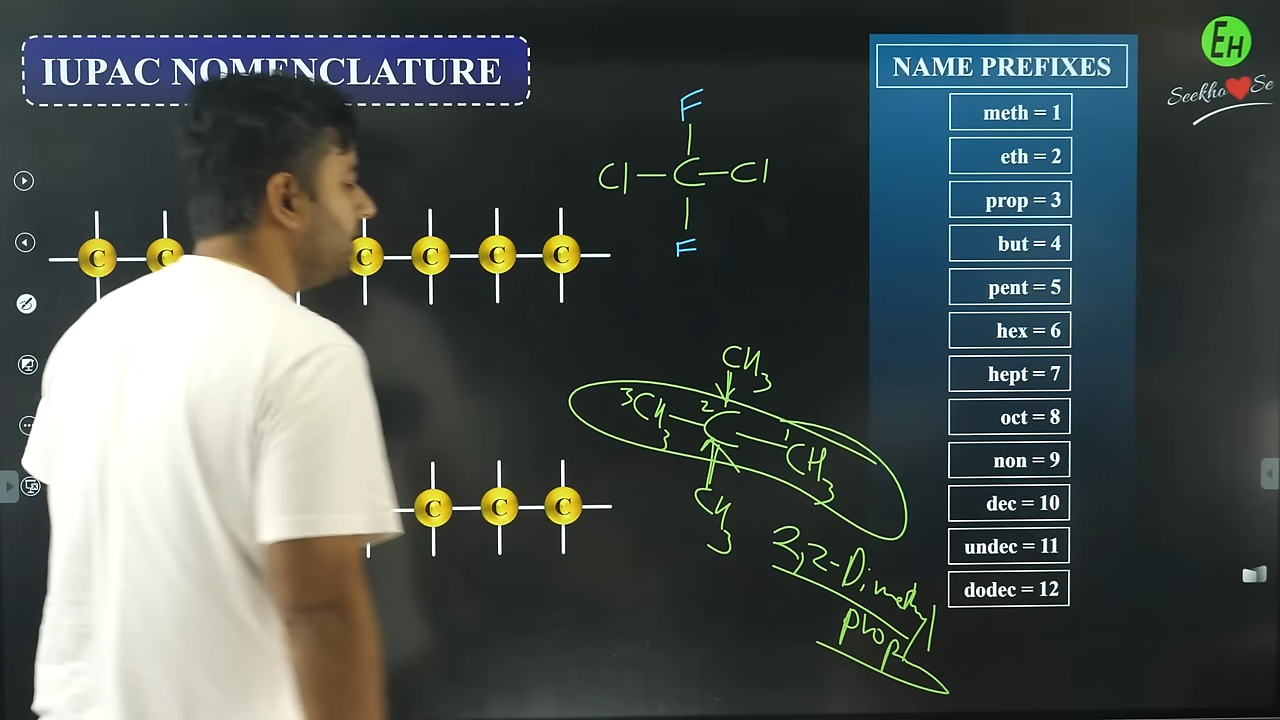 IUPAC NOMENCLATURE
C C C C C C
F
Cl—C—Cl
F
CH3
3CH3 2C 1CH3
CH3
2,2-Dimethyl
prop
C C C
NAME PREFIXES
meth = 1
eth = 2
prop = 3
but = 4
pent = 5
hex = 6
hept = 7
oct = 8
non = 9
dec = 10
undec = 11
dodec = 12
EH
Seekho ❤ Se